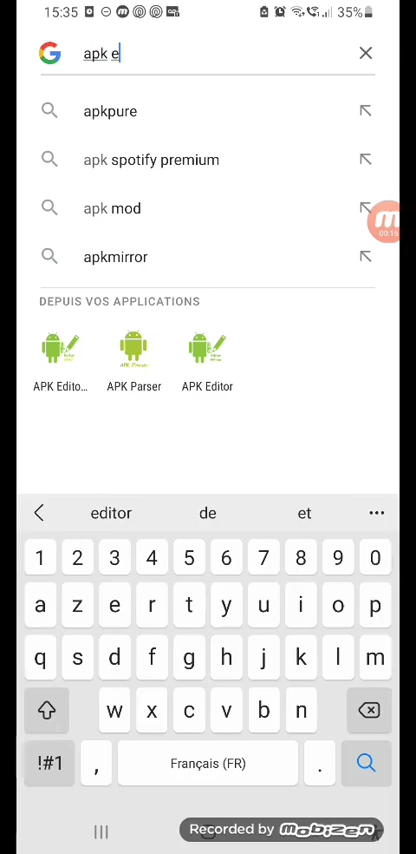 15:35
35%
apk e
apkpure
apk spotify premium
apk mod
apkmirror
00:15
DEPUIS VOS APPLICATIONS
APK Edito... APK Parser APK Editor
editor de et
1 2 3 4 5 6 7 8 9 0
a z e r t y u i o p
q s d f g h j k l m
w x c v b n
!#1 , Français (FR) .
Recorded by mobizen